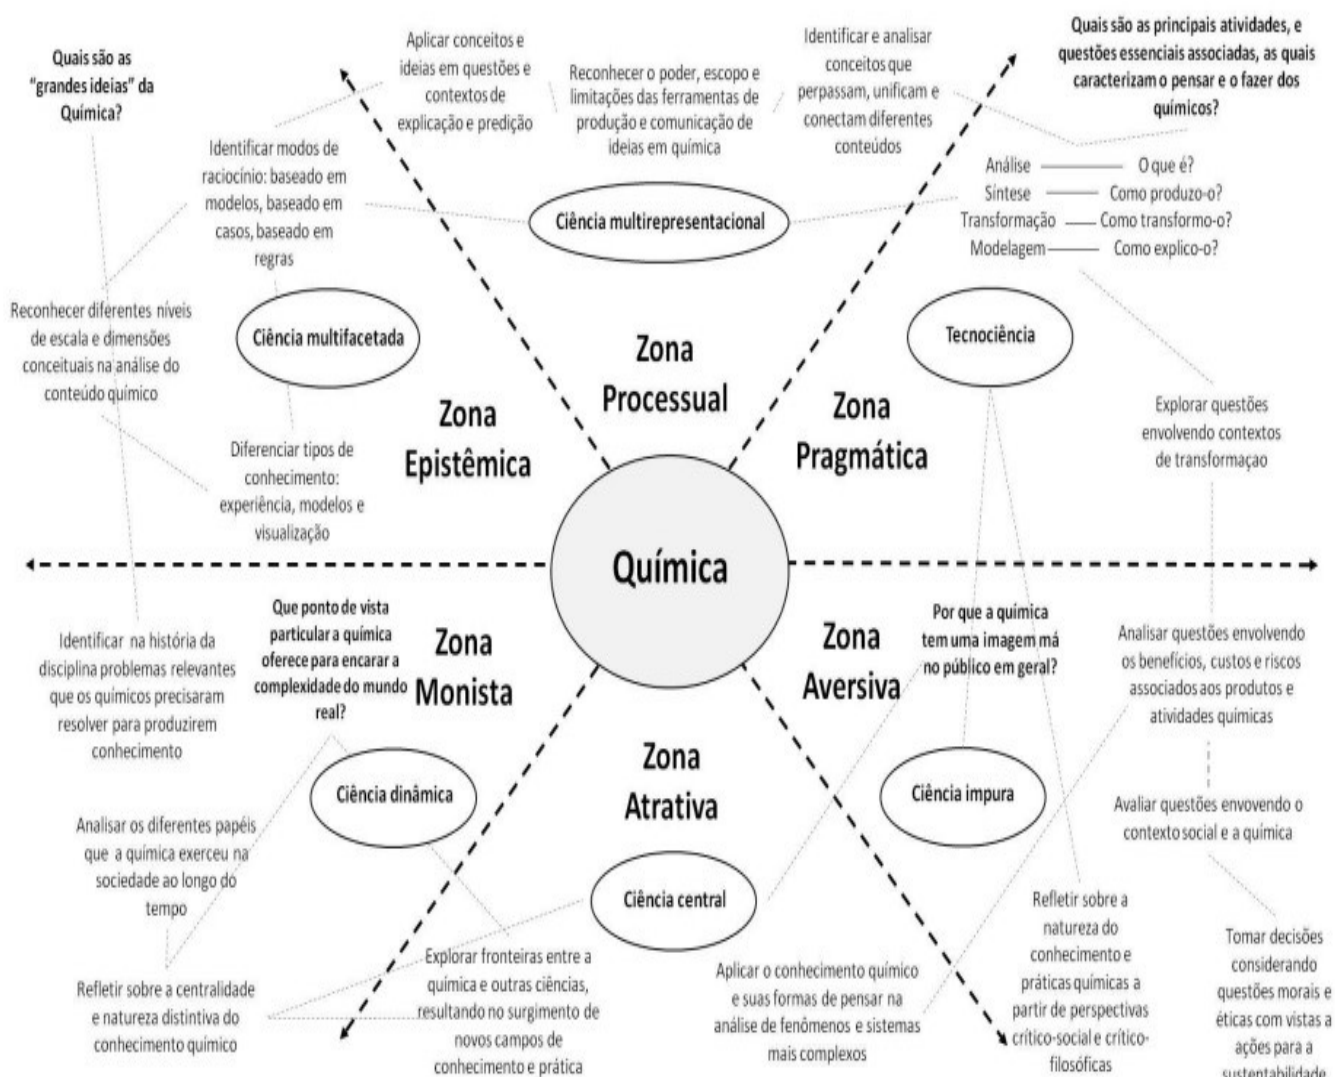 Quais são as
“grandes ideias” da
Química?
Aplicar conceitos e
ideias em questões e
contextos de
explicação e predição
Reconhecer o poder, escopo e
limitações das ferramentas de
produção e comunicação de
ideias em química
Identificar e analisar
conceitos que
perpassam, unificam e
conectam diferentes
conteúdos
Quais são as principais atividades, e
questões essenciais associadas, as quais
caracterizam o pensar e o fazer dos
químicos?
Identificar modos de
raciocínio: baseado em
modelos, baseado em
casos, baseado em
regras
Ciência multirepresentacional
Análise O que é?
Síntese Como produzo-o?
Transformação Como transformo-o?
Modelagem Como explico-o?
Reconhecer diferentes níveis
de escala e dimensões
conceituais na análise do
conteúdo químico
Ciência multifacetada
Tecnociência
Zona
Processual
Zona
Epistêmica
Zona
Pragmática
Explorar questões
envolvendo contextos
de transformaçao
Diferenciar tipos de
conhecimento:
experiência, modelos e
visualização
Química
Identificar na história da
disciplina problemas relevantes
que os químicos precisaram
resolver para produzirem
conhecimento
Que ponto de vista
particular a química
oferece para encarar a
complexidade do mundo
real?
Zona
Monista
Zona
Aversiva
Por que a química
tem uma imagem má
no público em geral?
Analisar questões envolvendo
os benefícios, custos e riscos
associados aos produtos e
atividades químicas
Zona
Atrativa
Ciência dinâmica
Ciência impura
Analisar os diferentes papéis
que a química exerceu na
sociedade ao longo do
tempo
Avaliar questões envovendo o
contexto social e a química
Ciência central
Refletir sobre a centralidade
e natureza distintiva do
conhecimento químico
Explorar fronteiras entre a
química e outras ciências,
resultando no surgimento de
novos campos de
conhecimento e prática
Aplicar o conhecimento químico
e suas formas de pensar na
análise de fenômenos e sistemas
mais complexos
Refletir sobre a
natureza do
conhecimento e
práticas químicas a
partir de perspectivas
crítico-social e crítico-
filosóficas
Tomar decisões
considerando
questões morais e
éticas com vistas a
ações para a
sustentabilidade